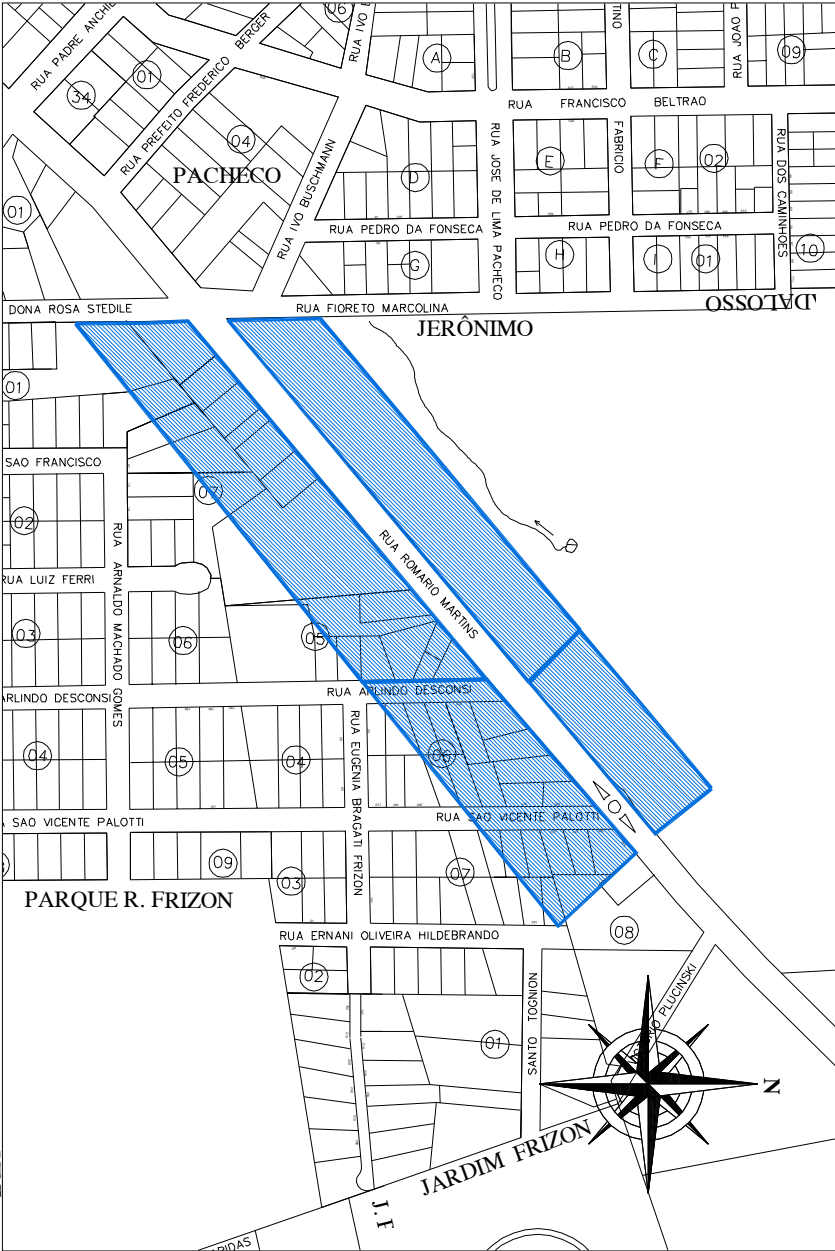 RUA PADRE ANCHI
34
01
RUA PREFEITO FREDERICO BERGER
06
RUA IVO B
A
B
TINO
C
RUA JOAO F
09
RUA FRANCISCO BELTRAO
04
PACHECO
RUA IVO BUSCHMANN
D
RUA JOSE DE LIMA PACHECO
E
FABRICIO
F
02
RUA DOS CAMINHOES
01
RUA PEDRO DA FONSECA
RUA PEDRO DA FONSECA
G
H
I
01
10
DONA ROSA STEDILE
RUA FIORETO MARCOLINA
JERÔNIMO
DALOSSO
01
SAO FRANCISCO
07
02
RUA ARNALDO MACHADO GOMES
RUA ROMARIO MARTINS
RUA LUIZ FERRI
03
06
05
ARLINDO DESCONSI
RUA ARLINDO DESCONSI
04
05
04
RUA EUGENIA BRAGATI FRIZON
06
SAO VICENTE PALOTTI
RUA SAO VICENTE PALOTTI
09
03
07
PARQUE R. FRIZON
RUA ERNANI OLIVEIRA HILDEBRANDO
08
02
SANTO TOGNION
PLUCINSKI
01
N
JARDIM FRIZON
J. F
RIDAS